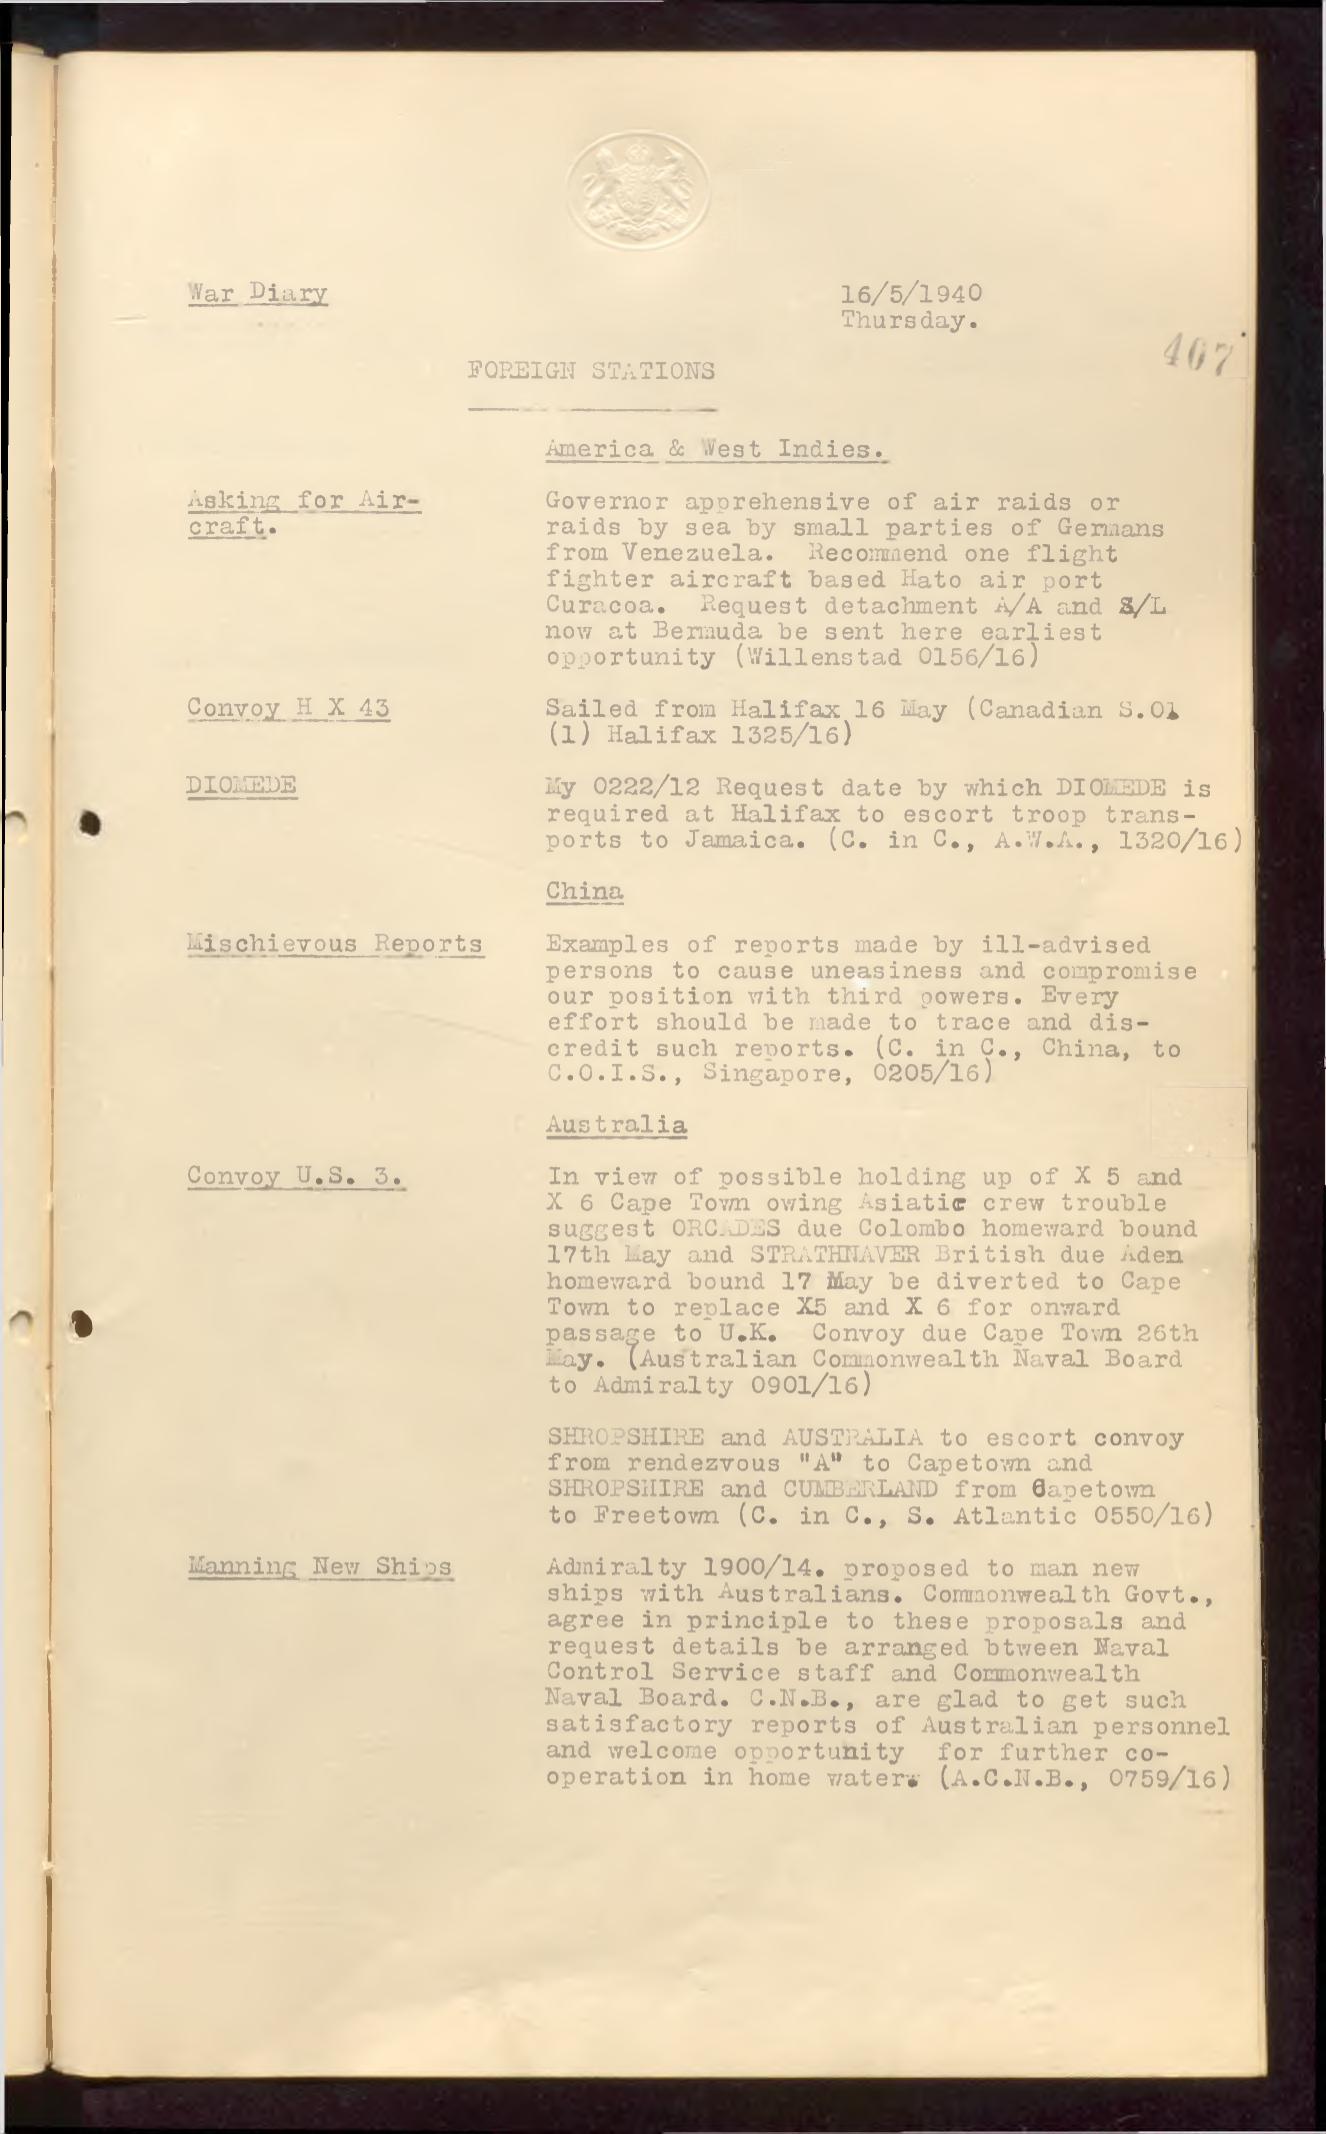 War Diary
16/5/1940
Thursday.
407
FOREIGN STATIONS
America & West Indies.
Asking for Air-
craft.
Governor apprehensive of air raids or
raids by sea by small parties of Germans
from Venezuela. Recommend one flight
fighter aircraft based Hato air port
Curacoa. Request detachment A/A and S/L
now at Bermuda be sent here earliest
opportunity (Willenstad 0156/16)
Convoy H X 43
Sailed from Halifax 16 May (Canadian S.O1
(1) Halifax 1325/16)
DIOMEDE
My 0222/12 Request date by which DIOMEDE is
required at Halifax to escort troop trans-
ports to Jamaica. (C. in C., A.W.A., 1320/16)
China
Mischievous Reports
Examples of reports made by ill-advised
persons to cause uneasiness and compromise
our position with third powers. Every
effort should be made to trace and dis-
credit such reports. (C. in C., China, to
C.O.I.S., Singapore, 0205/16)
Australia
Convoy U.S. 3.
In view of possible holding up of X 5 and
X 6 Cape Town owing Asiatic crew trouble
suggest ORCADES due Colombo homeward bound
17th May and STRATHNAVER British due Aden
homeward bound 17 May be diverted to Cape
Town to replace X5 and X 6 for onward
passage to U.K. Convoy due Cape Town 26th
May. (Australian Commonwealth Naval Board
to Admiralty 0901/16)
SHROPSHIRE and AUSTRALIA to escort convoy
from rendezvous "A" to Capetown and
SHROPSHIRE and CUMBERLAND from Capetown
to Freetown (C. in C., S. Atlantic 0550/16)
Manning New Ships
Admiralty 1900/14. proposed to man new
ships with Australians. Commonwealth Govt.,
agree in principle to these proposals and
request details be arranged btween Naval
Control Service staff and Commonwealth
Naval Board. C.N.B., are glad to get such
satisfactory reports of Australian personnel
and welcome opportunity for further co-
operation in home waters (A.C.N.B., 0759/16)